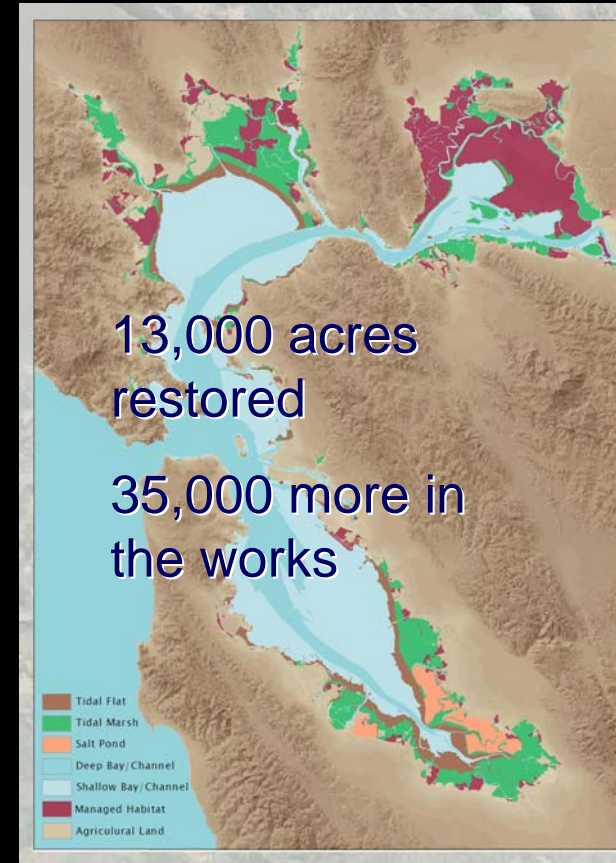 13,000 acres
restored
35,000 more in
the works
Tidal Flat
Tidal Marsh
Salt Pond
Deep Bay/Channel
Shallow Bay/Channel
Managed Habitat
Agriculural Land